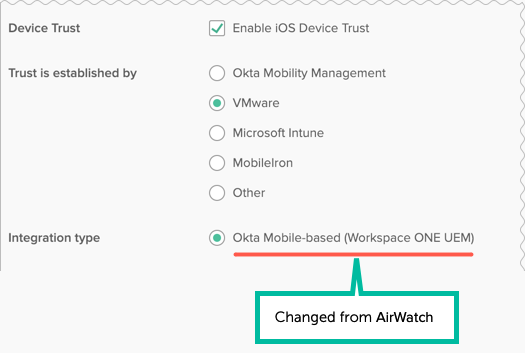 Device Trust Enable iOS Device Trust
Trust is established by Okta Mobility Management
VMware
Microsoft Intune
MobileIron
Other
Integration type Okta Mobile-based (Workspace ONE UEM)
Changed from AirWatch